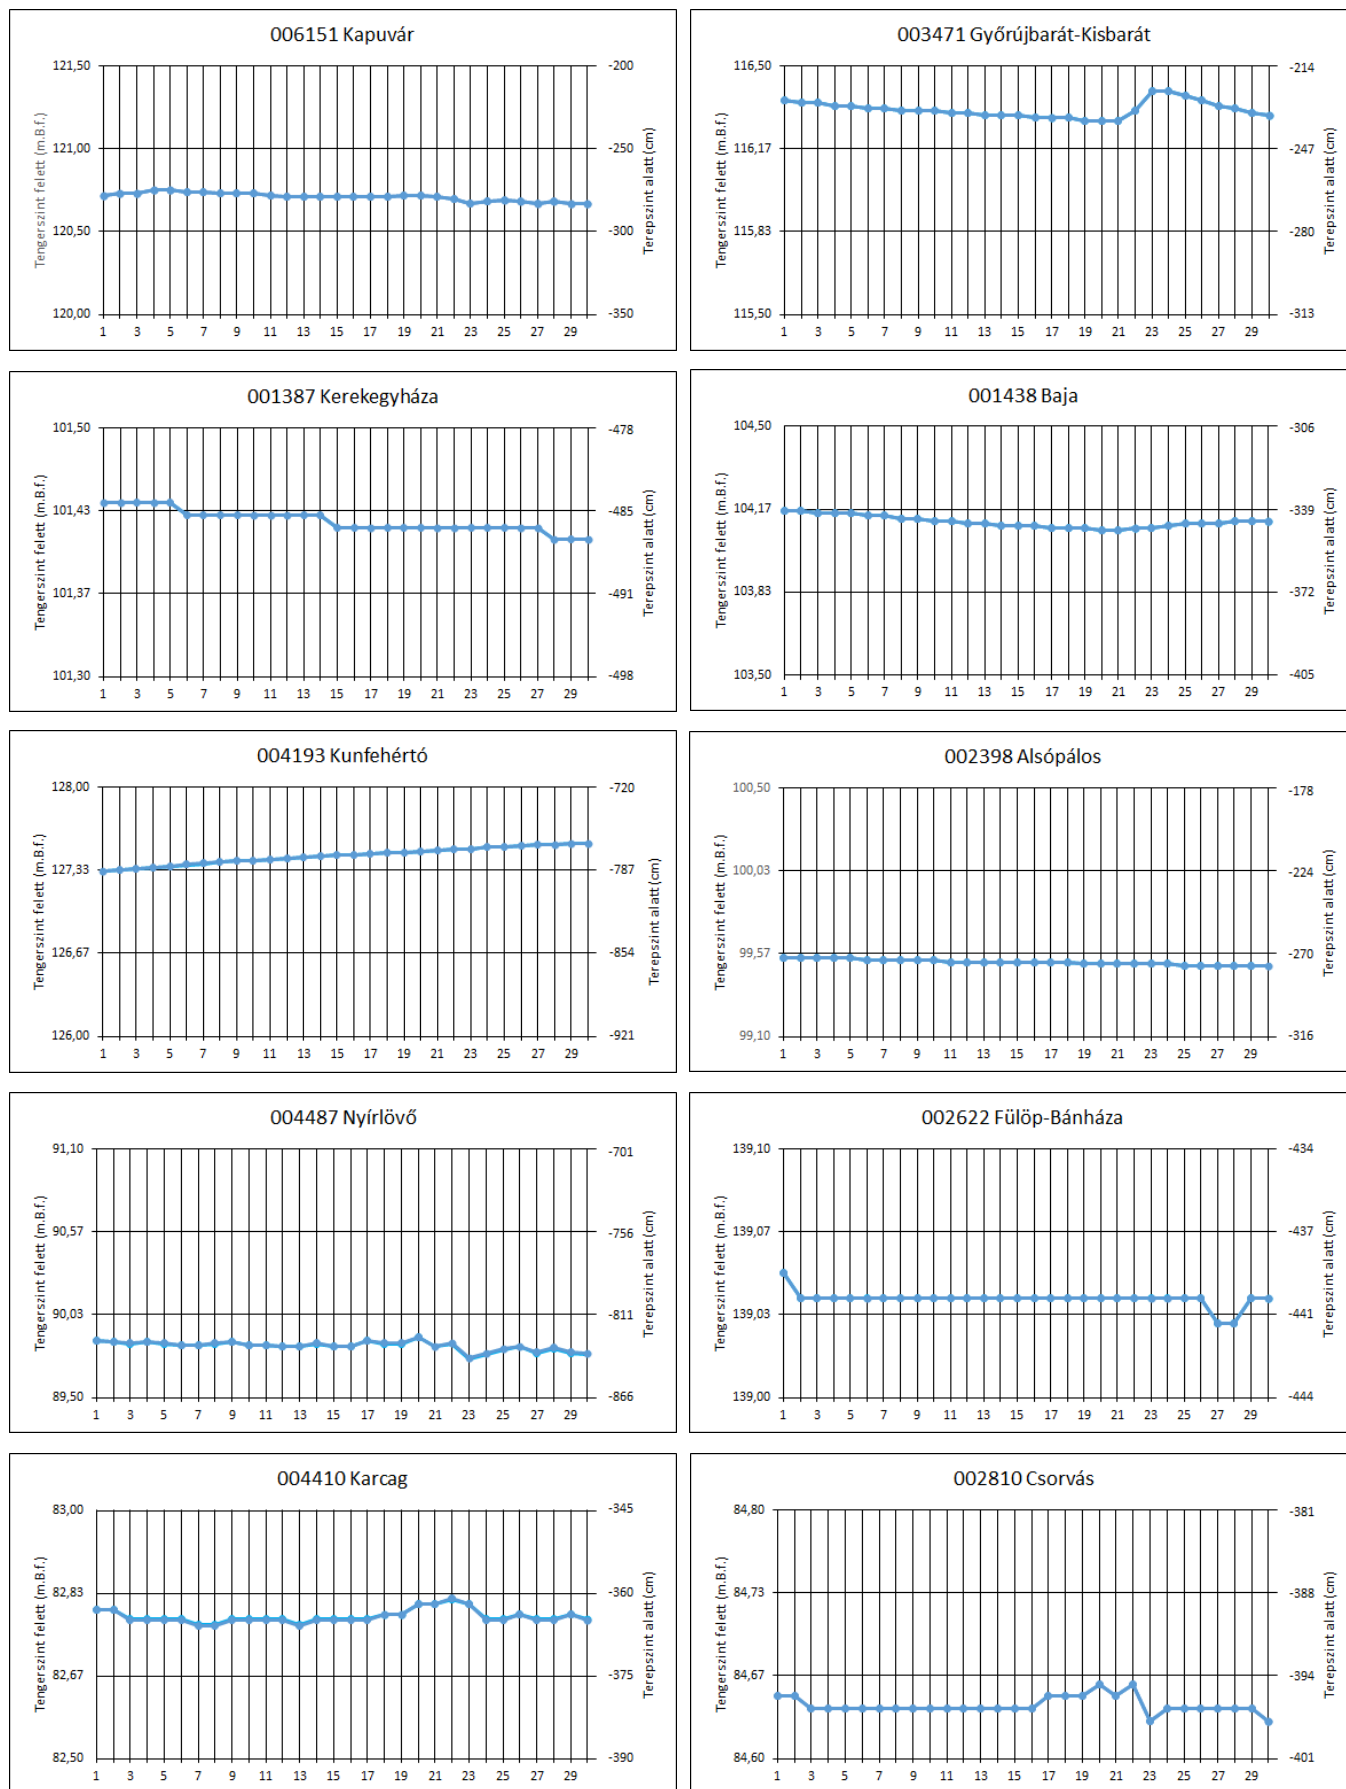 006151 Kapuvár
Tengerszint felett (m.B.f.)
121,50
121,00
120,50
120,00
-200
-250
-300
-350
Terepszint alatt (cm)
1 3 5 7 9 11 13 15 17 19 21 23 25 27 29
003471 Győrújbarát-Kisbarát
Tengerszint felett (m.B.f.)
116,50
116,17
115,83
115,50
-214
-247
-280
-313
Terepszint alatt (cm)
1 3 5 7 9 11 13 15 17 19 21 23 25 27 29
001387 Kerekegyháza
Tengerszint felett (m.B.f.)
101,50
101,43
101,37
101,30
-478
-485
-491
-498
Terepszint alatt (cm)
1 3 5 7 9 11 13 15 17 19 21 23 25 27 29
001438 Baja
Tengerszint felett (m.B.f.)
104,50
104,17
103,83
103,50
-306
-339
-372
-405
Terepszint alatt (cm)
1 3 5 7 9 11 13 15 17 19 21 23 25 27 29
004193 Kunfehértó
Tengerszint felett (m.B.f.)
128,00
127,33
126,67
126,00
-720
-787
-854
-921
Terepszint alatt (cm)
1 3 5 7 9 11 13 15 17 19 21 23 25 27 29
002398 Alsópálos
Tengerszint felett (m.B.f.)
100,50
100,03
99,57
99,10
-178
-224
-270
-316
Terepszint alatt (cm)
1 3 5 7 9 11 13 15 17 19 21 23 25 27 29
004487 Nyírlövő
Tengerszint felett (m.B.f.)
91,10
90,57
90,03
89,50
-701
-756
-811
-866
Terepszint alatt (cm)
1 3 5 7 9 11 13 15 17 19 21 23 25 27 29
002622 Fülöp-Bánháza
Tengerszint felett (m.B.f.)
139,10
139,07
139,03
139,00
-434
-437
-441
-444
Terepszint alatt (cm)
1 3 5 7 9 11 13 15 17 19 21 23 25 27 29
004410 Karcag
Tengerszint felett (m.B.f.)
83,00
82,83
82,67
82,50
-345
-360
-375
-390
Terepszint alatt (cm)
1 3 5 7 9 11 13 15 17 19 21 23 25 27 29
002810 Csorvás
Tengerszint felett (m.B.f.)
84,80
84,73
84,67
84,60
-381
-388
-394
-401
Terepszint alatt (cm)
1 3 5 7 9 11 13 15 17 19 21 23 25 27 29